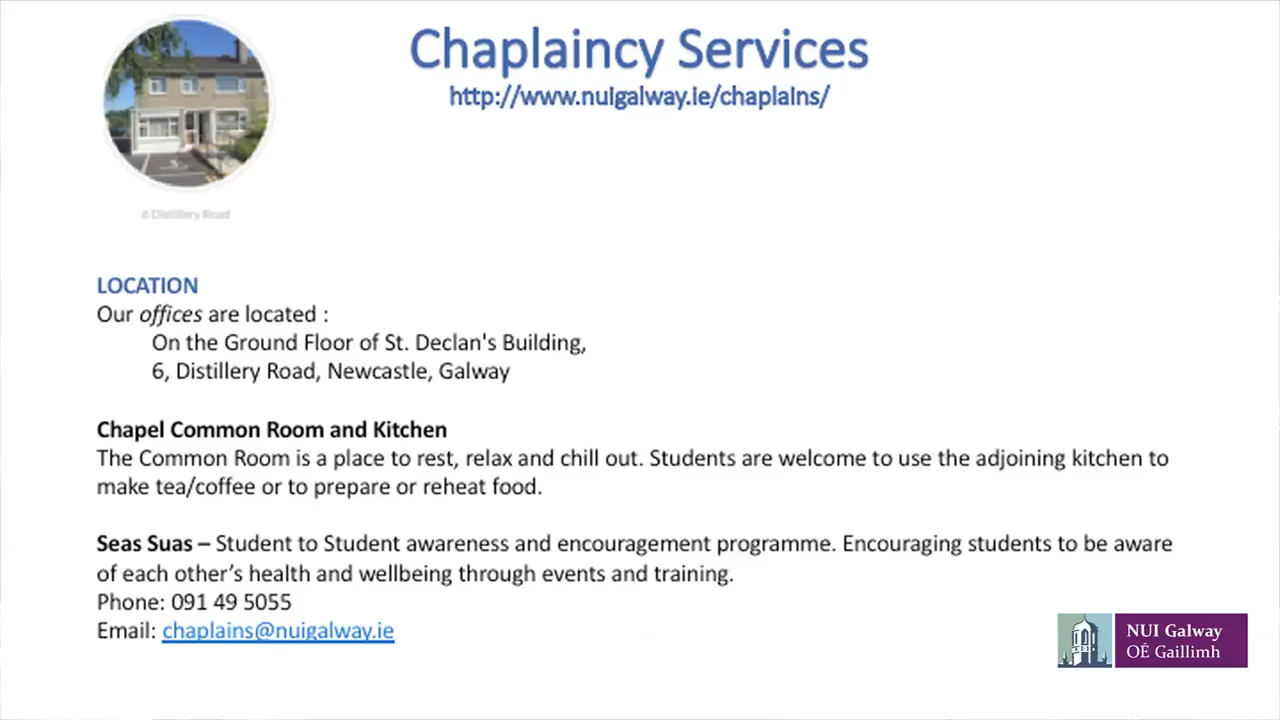 Chaplaincy Services
http://www.nuigalway.ie/chaplains/
6 Distillery Road
LOCATION
Our offices are located :
On the Ground Floor of St. Declan's Building,
6, Distillery Road, Newcastle, Galway
Chapel Common Room and Kitchen
The Common Room is a place to rest, relax and chill out. Students are welcome to use the adjoining kitchen to
make tea/coffee or to prepare or reheat food.
Seas Suas – Student to Student awareness and encouragement programme. Encouraging students to be aware
of each other’s health and wellbeing through events and training.
Phone: 091 49 5055
Email: chaplains@nuigalway.ie
NUI Galway
OÉ Gaillimh